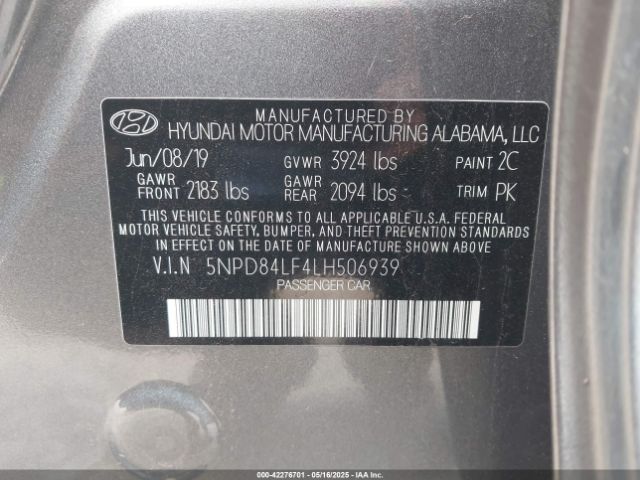 MANUFACTURED BY
HYUNDAI MOTOR MANUFACTURING ALABAMA, LLC
Jun/08/19 GVWR 3924 lbs PAINT 2C
GAWR FRONT 2183 lbs GAWR REAR 2094 lbs TRIM PK
THIS VEHICLE CONFORMS TO ALL APPLICABLE U.S.A. FEDERAL
MOTOR VEHICLE SAFETY, BUMPER, AND THEFT PREVENTION STANDARDS
IN EFFECT ON THE DATE OF MANUFACTURE SHOWN ABOVE.
V.I.N 5NPD84LF4LH506939
PASSENGER CAR
000-42276701 - 05/16/2025 - IAAI.COM